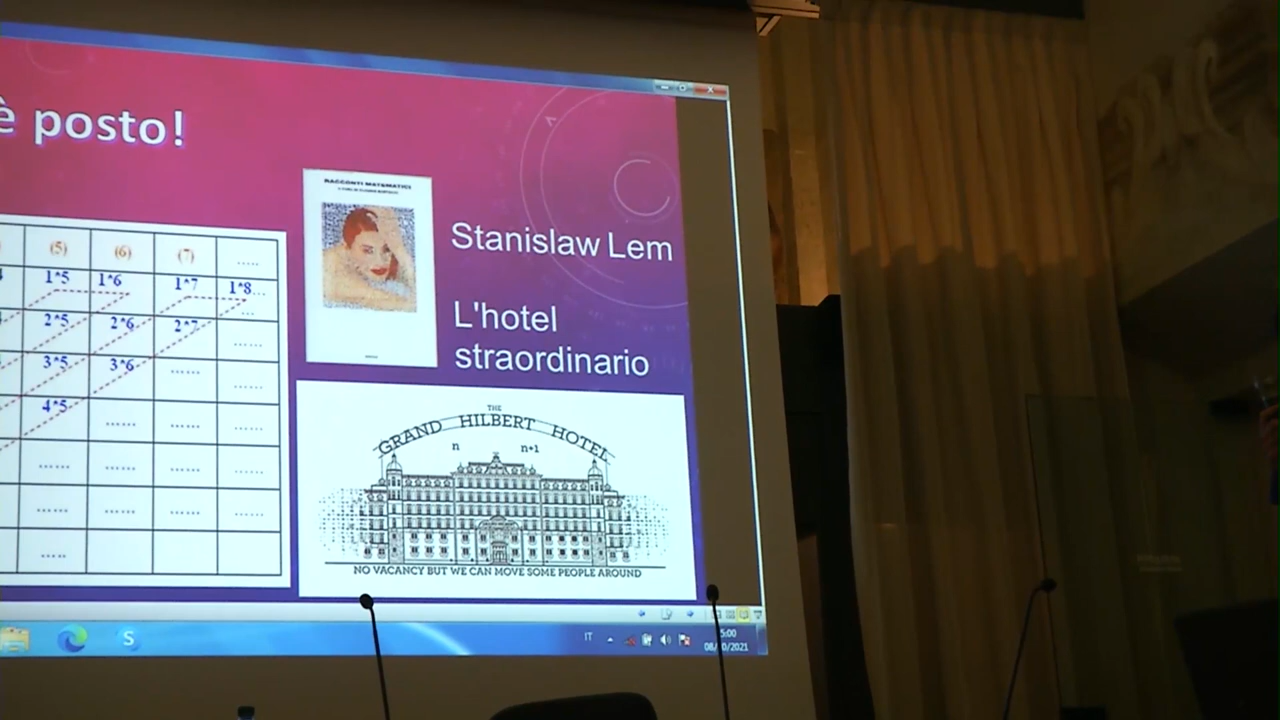 è posto!
RACCONTI MATEMATICI
Stanislaw Lem
L'hotel
straordinario
(5) (6) (7) .....
1*5 1*6 1*7 1*8...
...
2*5 2*6 2*7 ......
3*5 3*6 ...... ......
4*5 ...... ...... ......
...... ...... ...... ......
...... ...... ...... ......
.....
THE
GRAND HILBERT HOTEL
n n+1
NO VACANCY BUT WE CAN MOVE SOME PEOPLE AROUND
S
IT
5:00